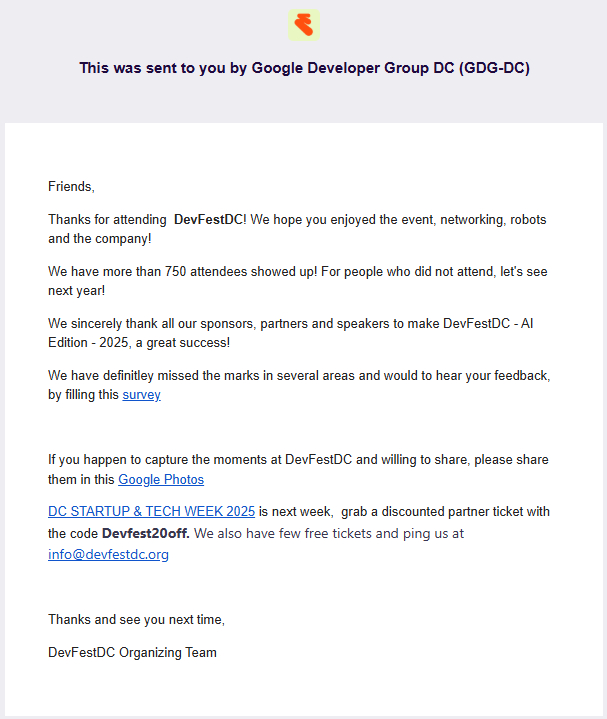 This was sent to you by Google Developer Group DC (GDG-DC)
Friends,
Thanks for attending  DevFestDC! We hope you enjoyed the event, networking, robots
and the company!
We have more than 750 attendees showed up! For people who did not attend, let's see
next year!
We sincerely thank all our sponsors, partners and speakers to make DevFestDC - AI
Edition - 2025, a great success!
We have definitley missed the marks in several areas and would to hear your feedback,
by filling this survey
If you happen to capture the moments at DevFestDC and willing to share, please share
them in this Google Photos
DC STARTUP & TECH WEEK 2025 is next week,  grab a discounted partner ticket with
the code Devfest20off. We also have few free tickets and ping us at
info@devfestdc.org
Thanks and see you next time,
DevFestDC Organizing Team